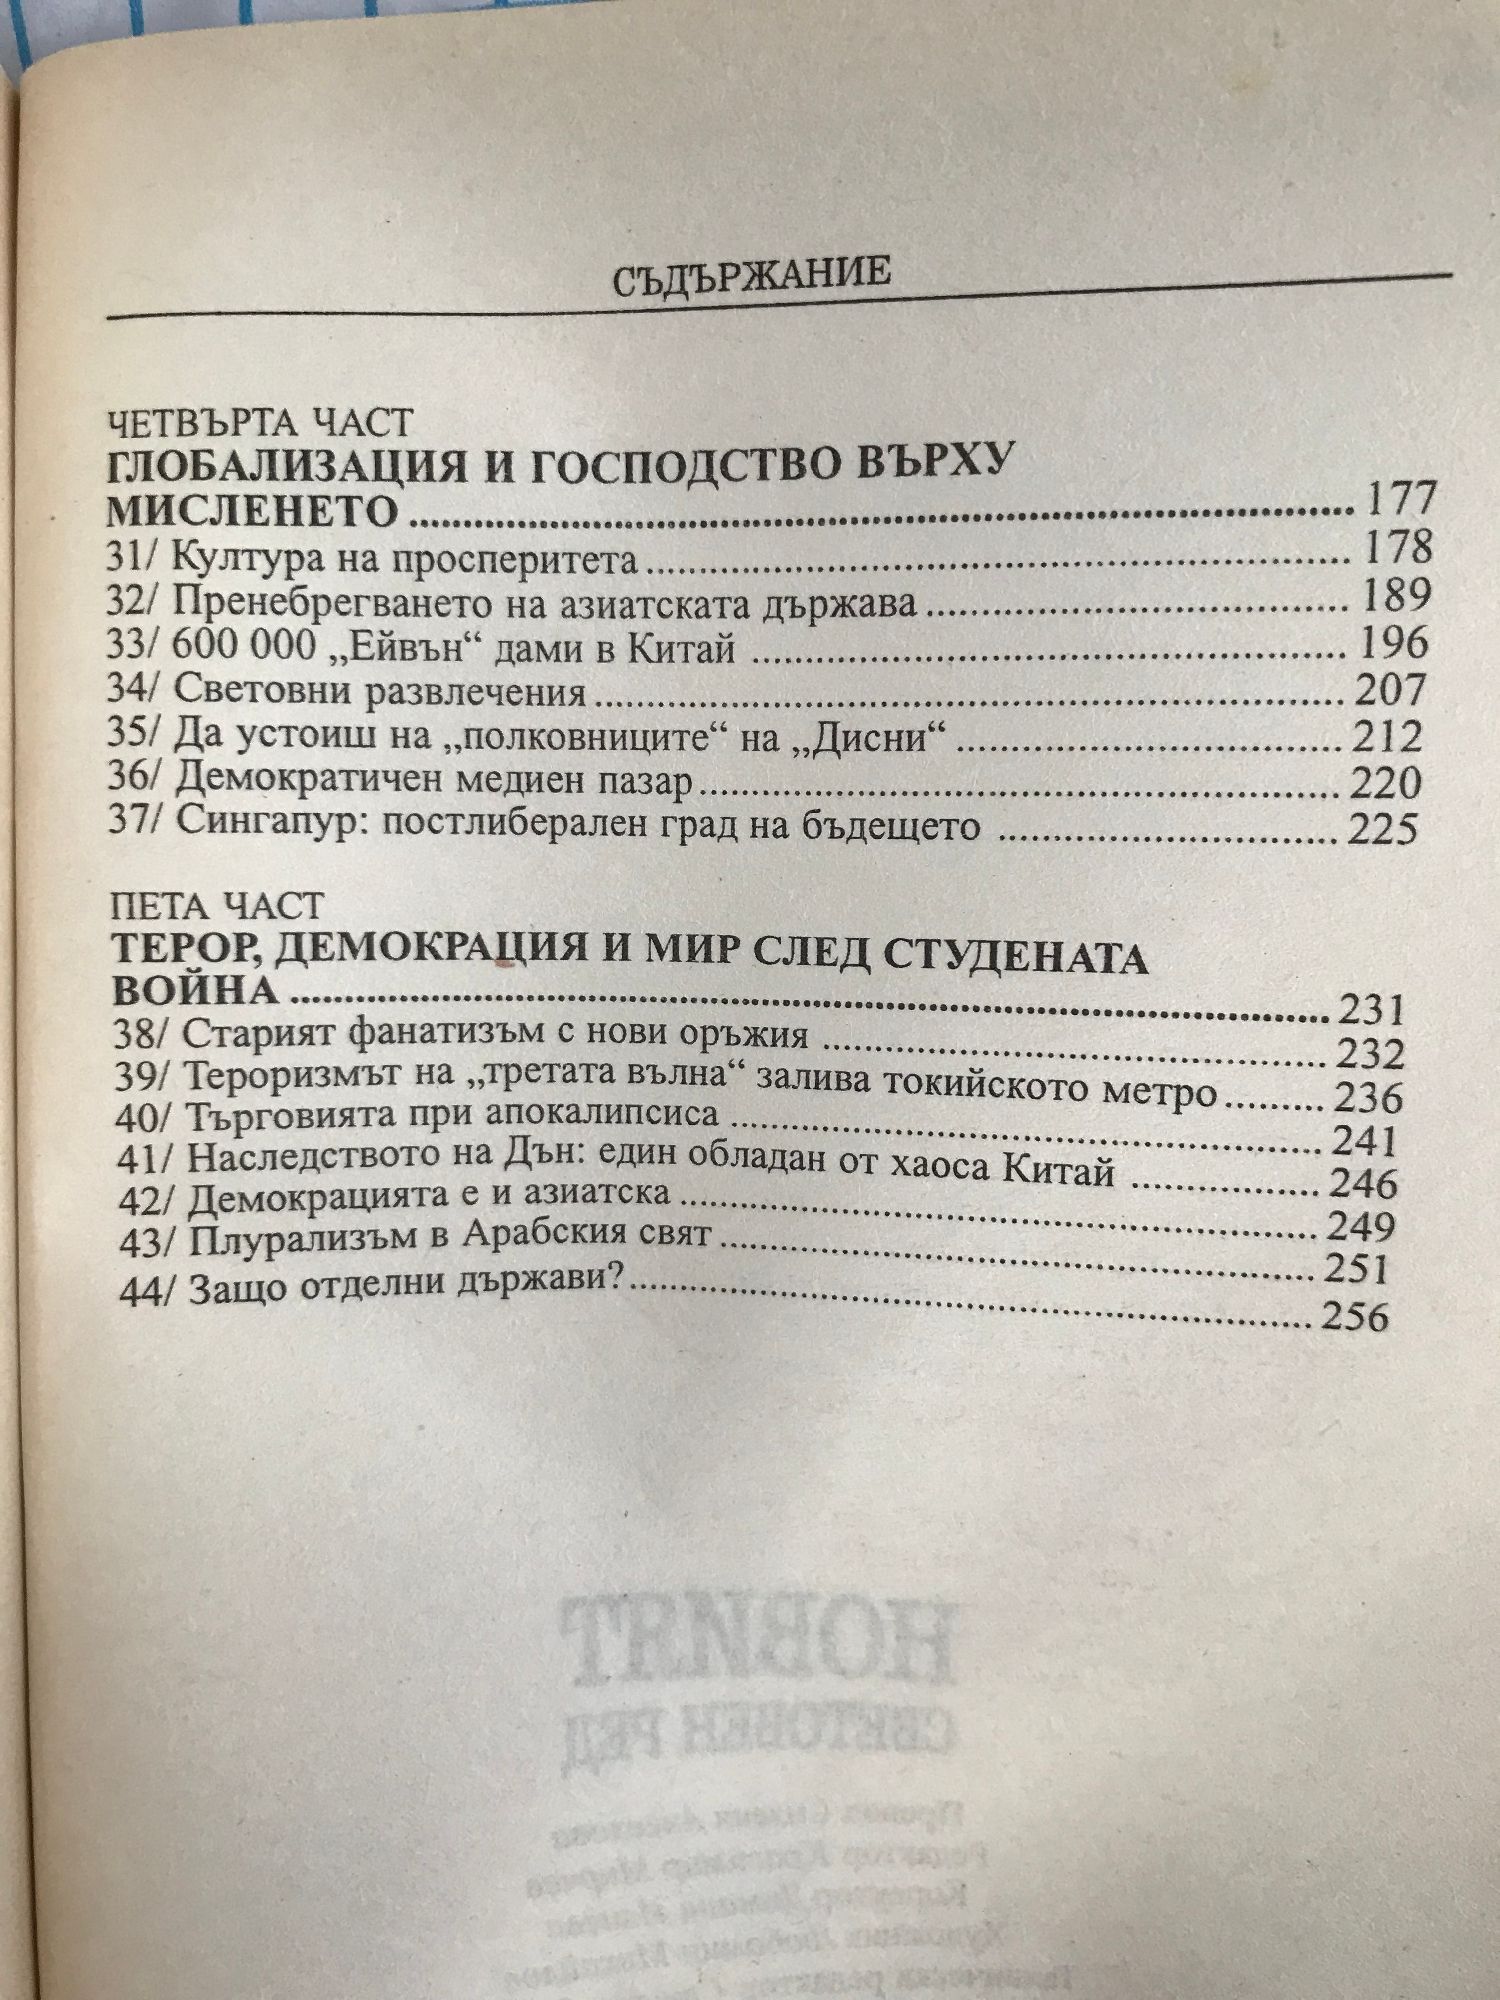 СЪДЪРЖАНИЕ
ЧЕТВЪРТА ЧАСТ
ГЛОБАЛИЗАЦИЯ И ГОСПОДСТВО ВЪРХУ
МИСЛЕНЕТО ........ 177
31/ Култура на просперитета ........ 178
32/ Пренебрегването на азиатската държава ........ 189
33/ 600 000 „Ейвън“ дами в Китай ........ 196
34/ Световни развлечения ........ 207
35/ Да устоиш на „полковниците“ на „Дисни“ ........ 212
36/ Демократичен медиен пазар ........ 220
37/ Сингапур: постлиберален град на бъдещето ........ 225
ПЕТА ЧАСТ
ТЕРОР, ДЕМОКРАЦИЯ И МИР СЛЕД СТУДЕНАТА
ВОЙНА ........ 231
38/ Старият фанатизъм с нови оръжия ........ 232
39/ Тероризмът на „третата вълна“ залива токийското метро ........ 236
40/ Търговията при апокалипсиса ........ 241
41/ Наследството на Дън: един обладан от хаоса Китай ........ 246
42/ Демокрацията е и азиатска ........ 249
43/ Плурализъм в Арабския свят ........ 251
44/ Защо отделни държави? ........ 256
НОВИЯТ
СВЕТОВЕН РЕД